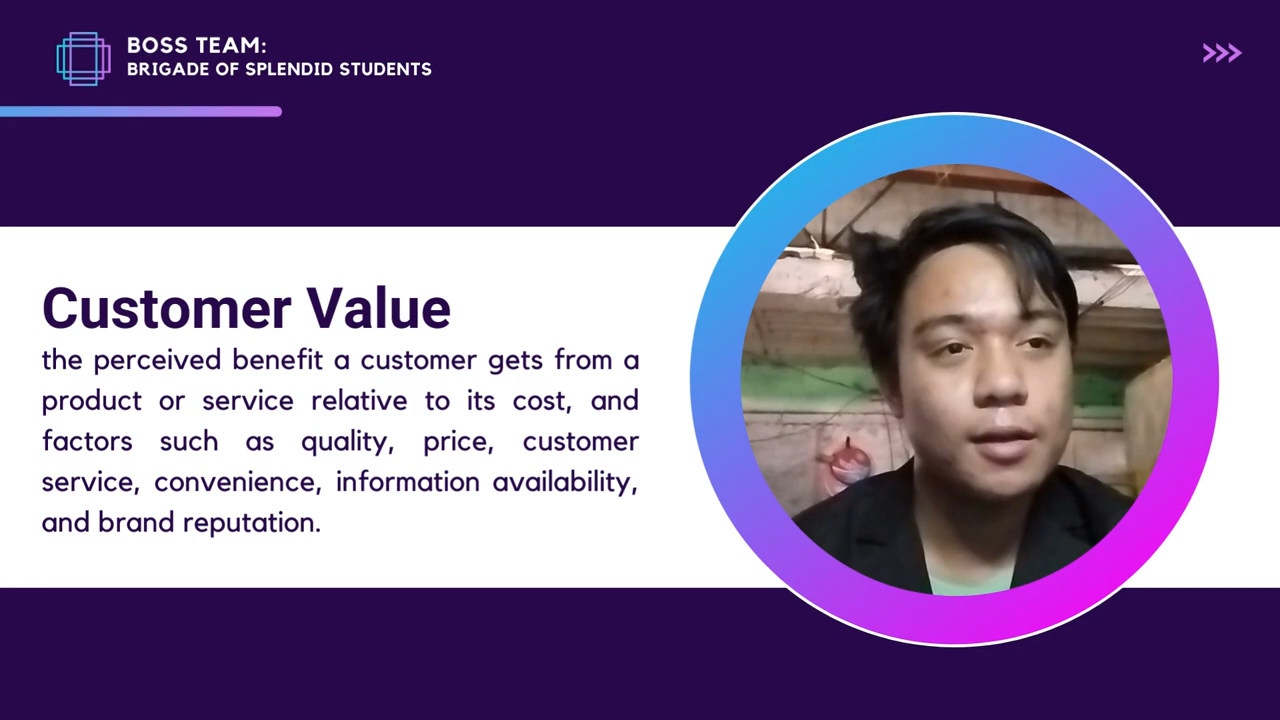 BOSS TEAM:
BRIGADE OF SPLENDID STUDENTS
Customer Value
the perceived benefit a customer gets from a
product or service relative to its cost, and
factors such as quality, price, customer
service, convenience, information availability,
and brand reputation.